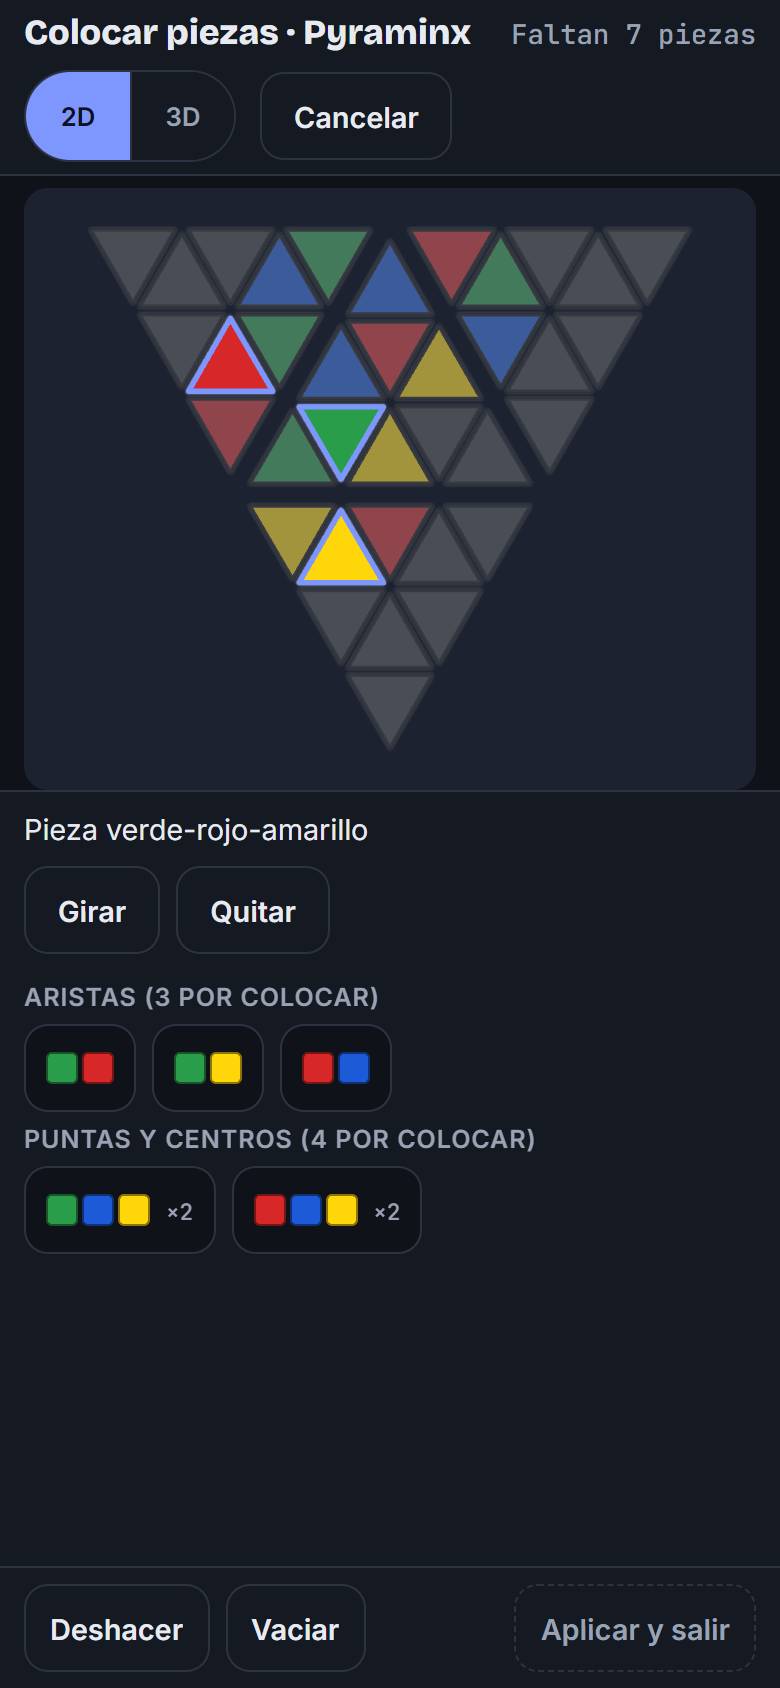 Colocar piezas · Pyraminx
Faltan 7 piezas
2D
3D
Cancelar
Pieza verde-rojo-amarillo
Girar
Quitar
ARISTAS (3 POR COLOCAR)
PUNTAS Y CENTROS (4 POR COLOCAR)
×2
×2
Deshacer
Vaciar
Aplicar y salir